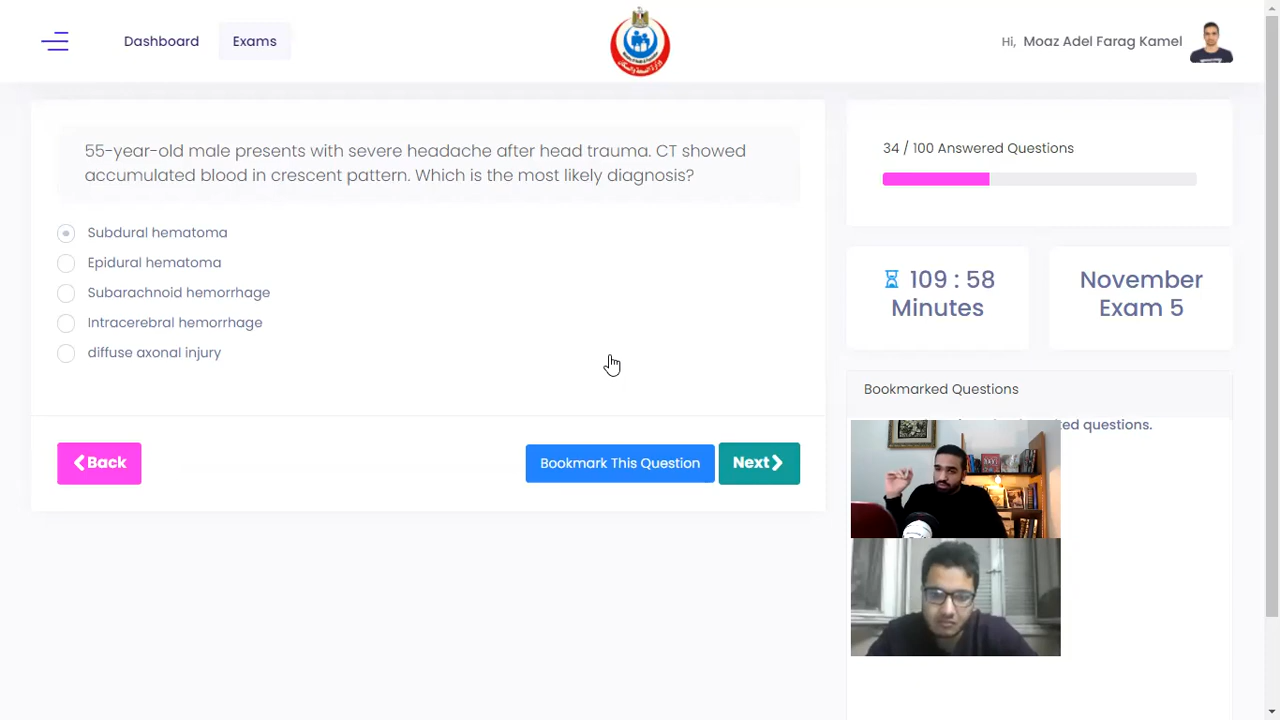 Dashboard
Exams
Hi, Moaz Adel Farag Kamel
55-year-old male presents with severe headache after head trauma. CT showed
accumulated blood in crescent pattern. Which is the most likely diagnosis?
Subdural hematoma
Epidural hematoma
Subarachnoid hemorrhage
Intracerebral hemorrhage
diffuse axonal injury
Back
Bookmark This Question
Next
34 / 100 Answered Questions
109 : 58
Minutes
November
Exam 5
Bookmarked Questions
questions.